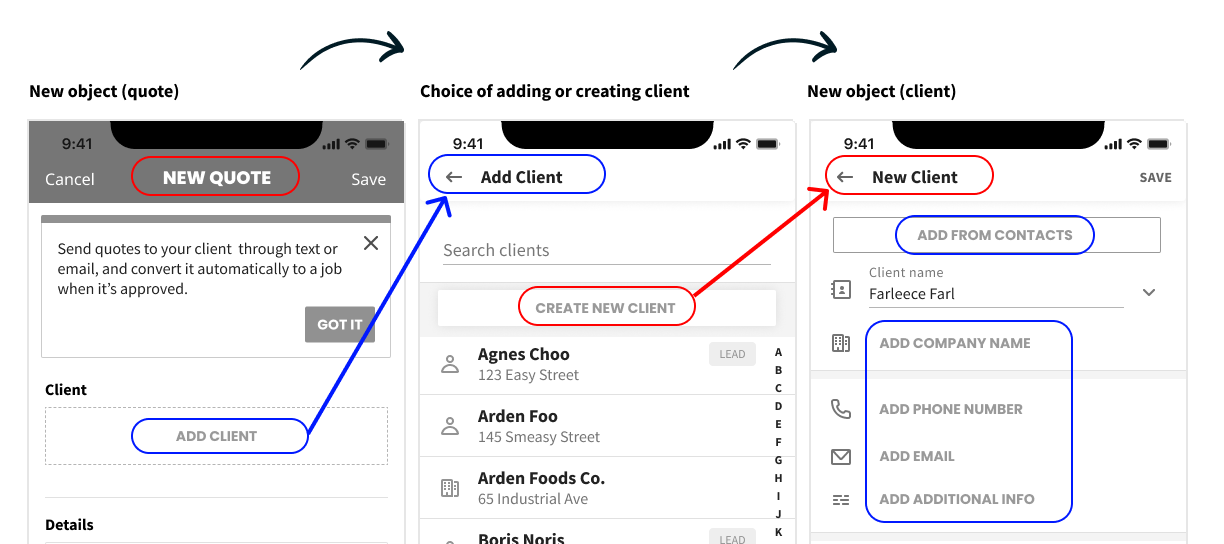 New object (quote)
Choice of adding or creating client
New object (client)
9:41
Cancel
NEW QUOTE
Save
Send quotes to your client through text or
email, and convert it automatically to a job
when it's approved.
GOT IT
Client
ADD CLIENT
Details
9:41
Add Client
Search clients
CREATE NEW CLIENT
Agnes Choo
LEAD
123 Easy Street
Arden Foo
145 Smeasy Street
Arden Foods Co.
65 Industrial Ave
Boris Noris
LEAD
A
B
C
D
E
F
G
H
I
J
K
9:41
New Client
SAVE
ADD FROM CONTACTS
Client name
Farleece Farl
ADD COMPANY NAME
ADD PHONE NUMBER
ADD EMAIL
ADD ADDITIONAL INFO